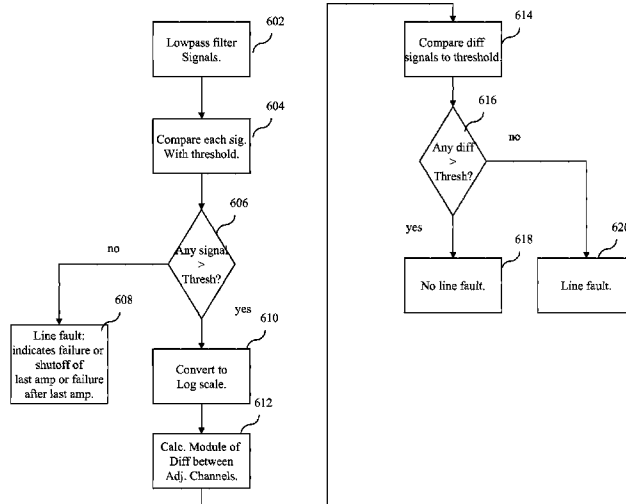 602
Lowpass filter
Signals.
604
Compare each sig.
With threshold.
606
Any signal
>
Thresh?
no
yes
608
Line fault:
indicates failure or
shutoff of
last amp or failure
after last amp.
610
Convert to
Log scale.
612
Calc. Module of
Diff between
Adj. Channels.
614
Compare diff
signals to threshold.
616
Any diff
>
Thresh?
no
yes
618
No line fault.
620
Line fault.